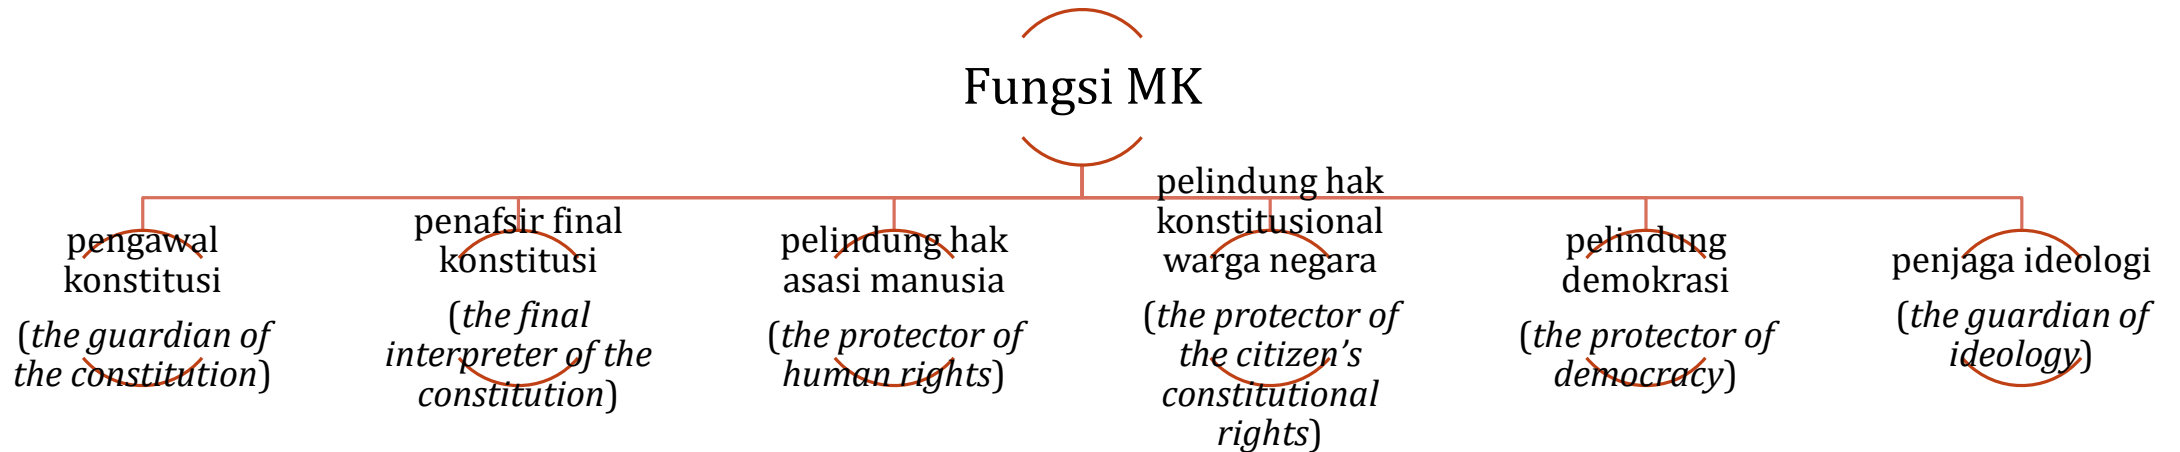 Fungsi MK
pengawal
konstitusi
(the guardian of
the constitution)
penafsir final
konstitusi
(the final
interpreter of the
constitution)
pelindung hak
asasi manusia
(the protector of
human rights)
pelindung hak
konstitusional
warga negara
(the protector of
the citizen’s
constitutional
rights)
pelindung
demokrasi
(the protector of
democracy)
penjaga ideologi
(the guardian of
ideology)